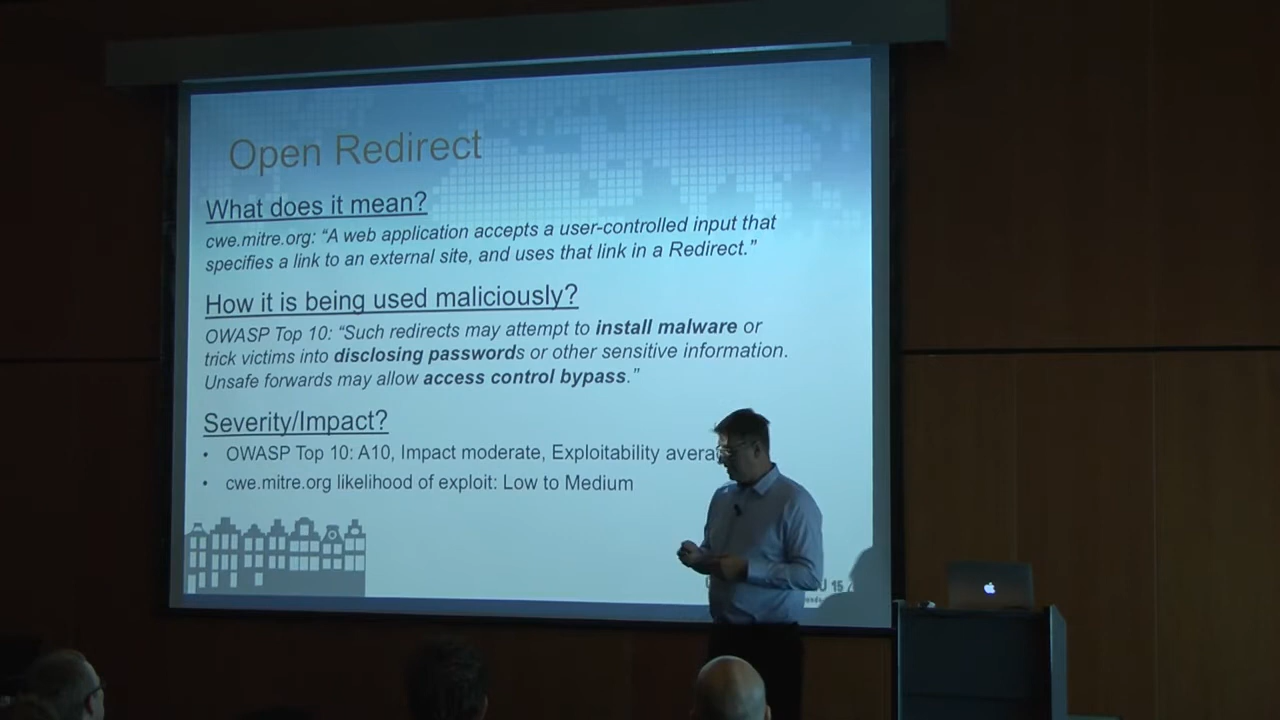 Open Redirect
What does it mean?
cwe.mitre.org: “A web application accepts a user-controlled input that
specifies a link to an external site, and uses that link in a Redirect.”
How it is being used maliciously?
OWASP Top 10: “Such redirects may attempt to install malware or
trick victims into disclosing passwords or other sensitive information.
Unsafe forwards may allow access control bypass.”
Severity/Impact?
• OWASP Top 10: A10, Impact moderate, Exploitability
• cwe.mitre.org likelihood of exploit: Low to Medium
15